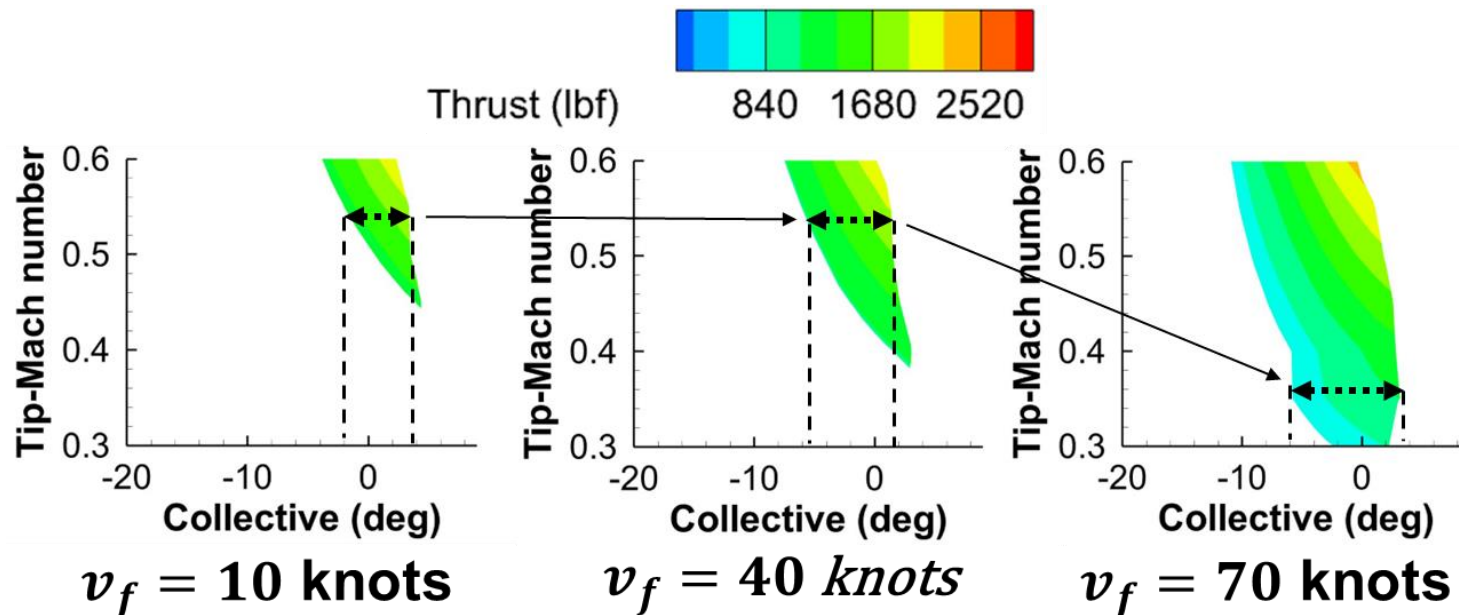 Thrust (lbf) 840 1680 2520
Tip-Mach number
0.6
0.5
0.4
0.3
-20 -10 0
Collective (deg)
v_f = 10 knots
Tip-Mach number
0.6
0.5
0.4
0.3
-20 -10 0
Collective (deg)
v_f = 40 knots
Tip-Mach number
0.6
0.5
0.4
0.3
-20 -10 0
Collective (deg)
v_f = 70 knots